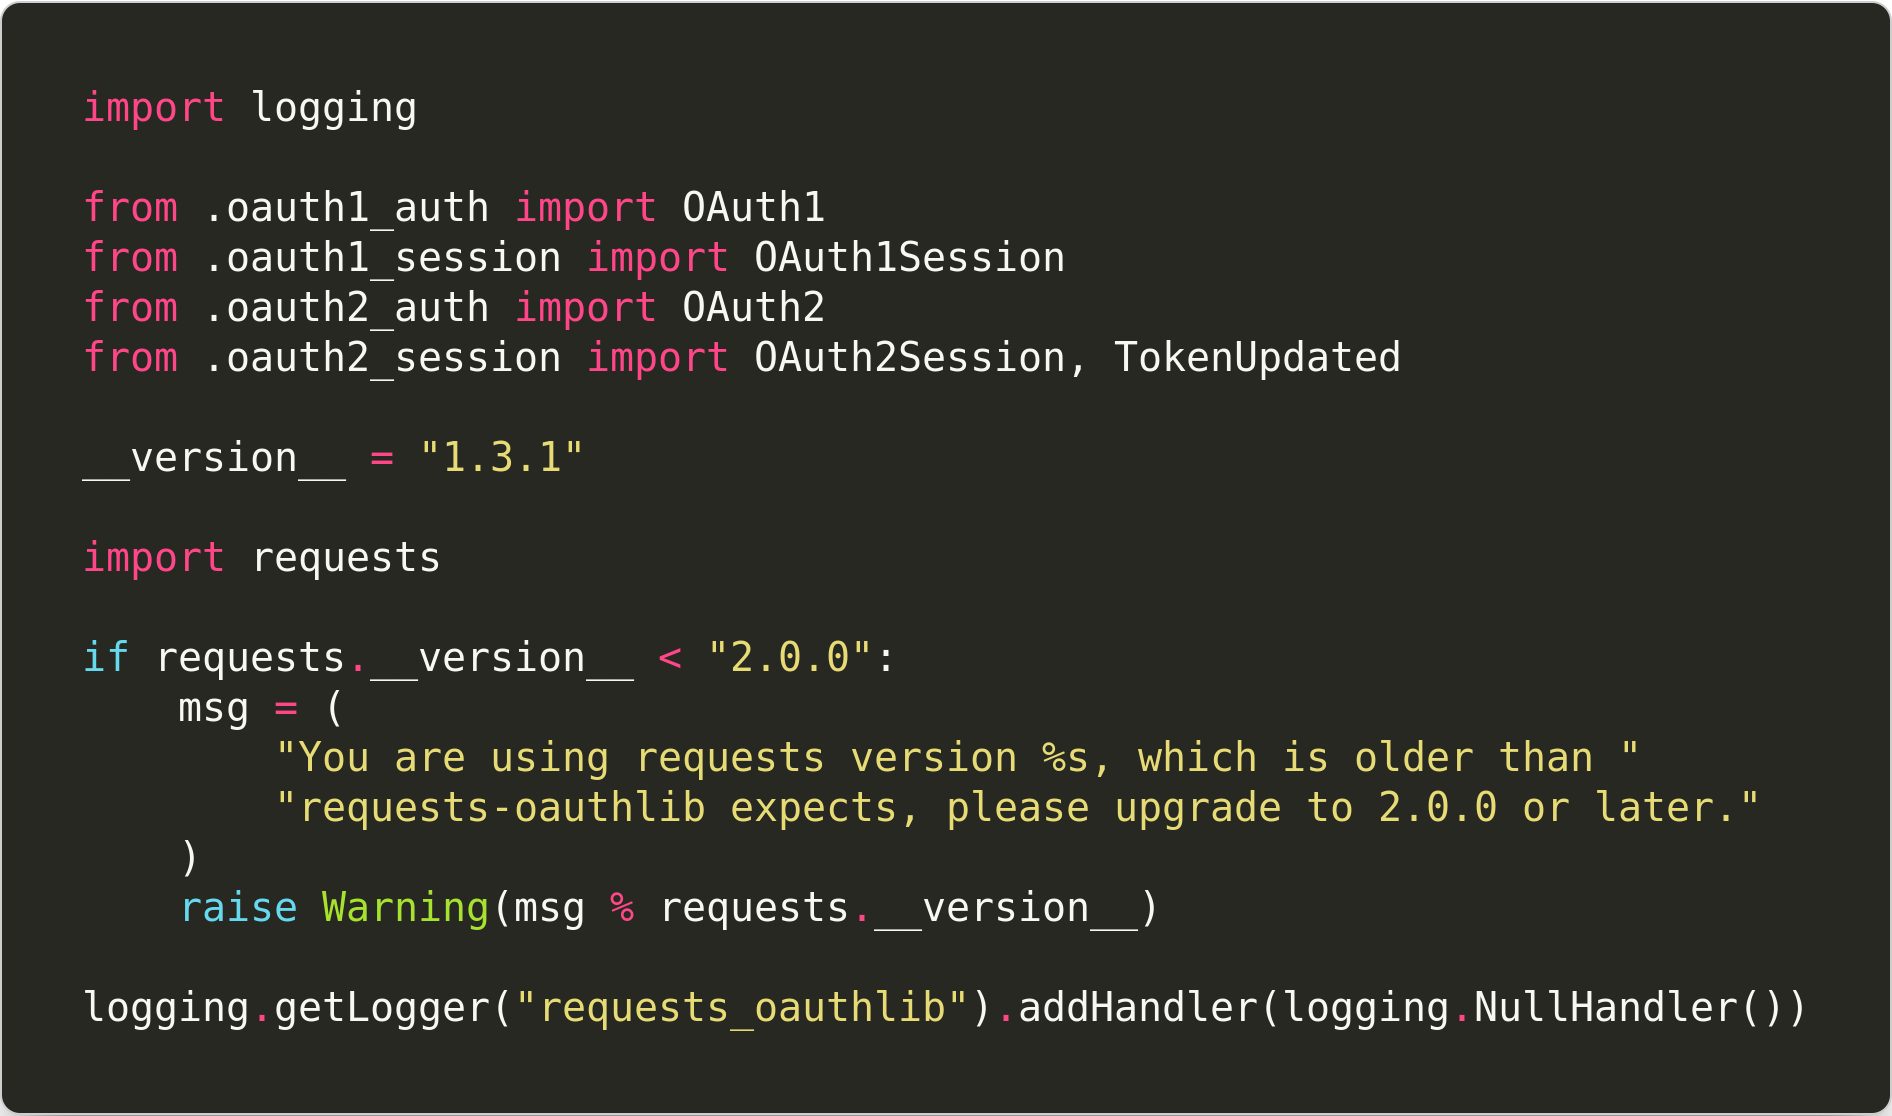 import logging

from .oauth1_auth import OAuth1
from .oauth1_session import OAuth1Session
from .oauth2_auth import OAuth2
from .oauth2_session import OAuth2Session, TokenUpdated

__version__ = "1.3.1"

import requests

if requests.__version__ < "2.0.0":
    msg = (
        "You are using requests version %s, which is older than "
        "requests-oauthlib expects, please upgrade to 2.0.0 or later."
    )
    raise Warning(msg % requests.__version__)

logging.getLogger("requests_oauthlib").addHandler(logging.NullHandler())